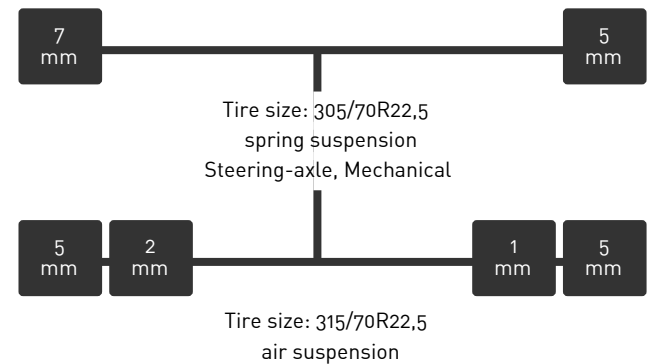 7
mm
5
mm
Tire size: 305/70R22,5
spring suspension
Steering-axle, Mechanical
5
mm
2
mm
1
mm
5
mm
Tire size: 315/70R22,5
air suspension